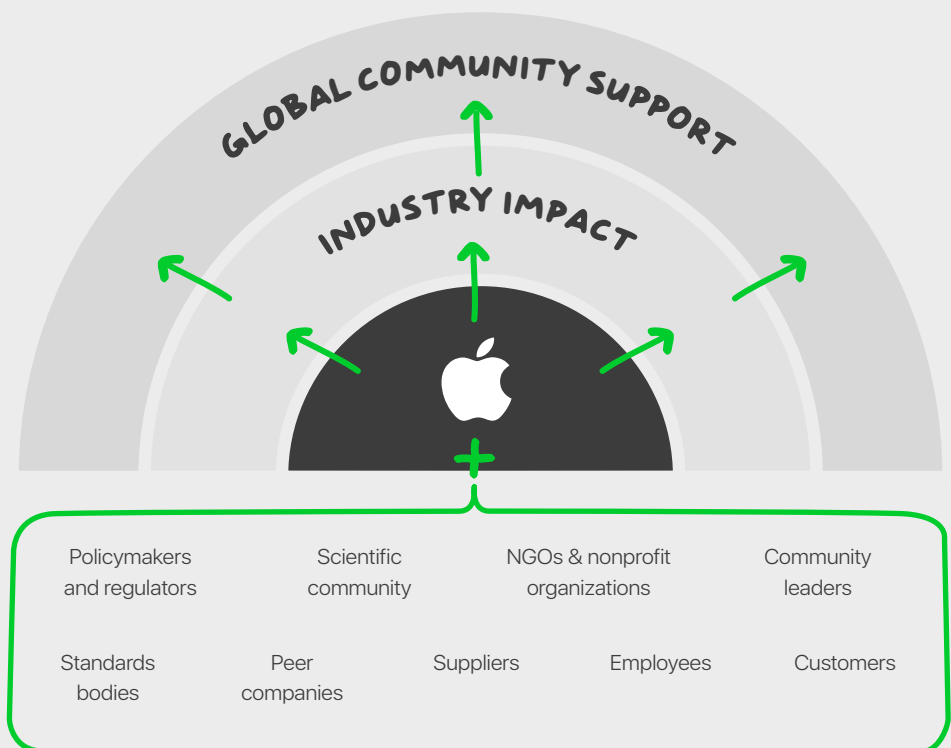 GLOBAL COMMUNITY SUPPORT
INDUSTRY IMPACT
Policymakers
and regulators
Scientific
community
NGOs & nonprofit
organizations
Community
leaders
Standards
bodies
Peer
companies
Suppliers
Employees
Customers